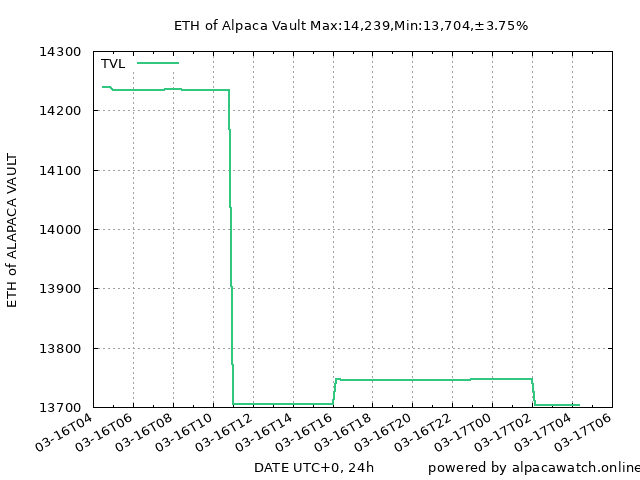 ETH of Alpaca Vault Max:14,239,Min:13,704,±3.75%
TVL
ETH of ALAPACA VAULT
14300
14200
14100
14000
13900
13800
13700
03-16T04
03-16T06
03-16T08
03-16T10
03-16T12
03-16T14
03-16T16
03-16T18
03-16T20
03-16T22
03-17T00
03-17T02
03-17T04
03-17T06
DATE UTC+0, 24h
powered by alpacawatch.online